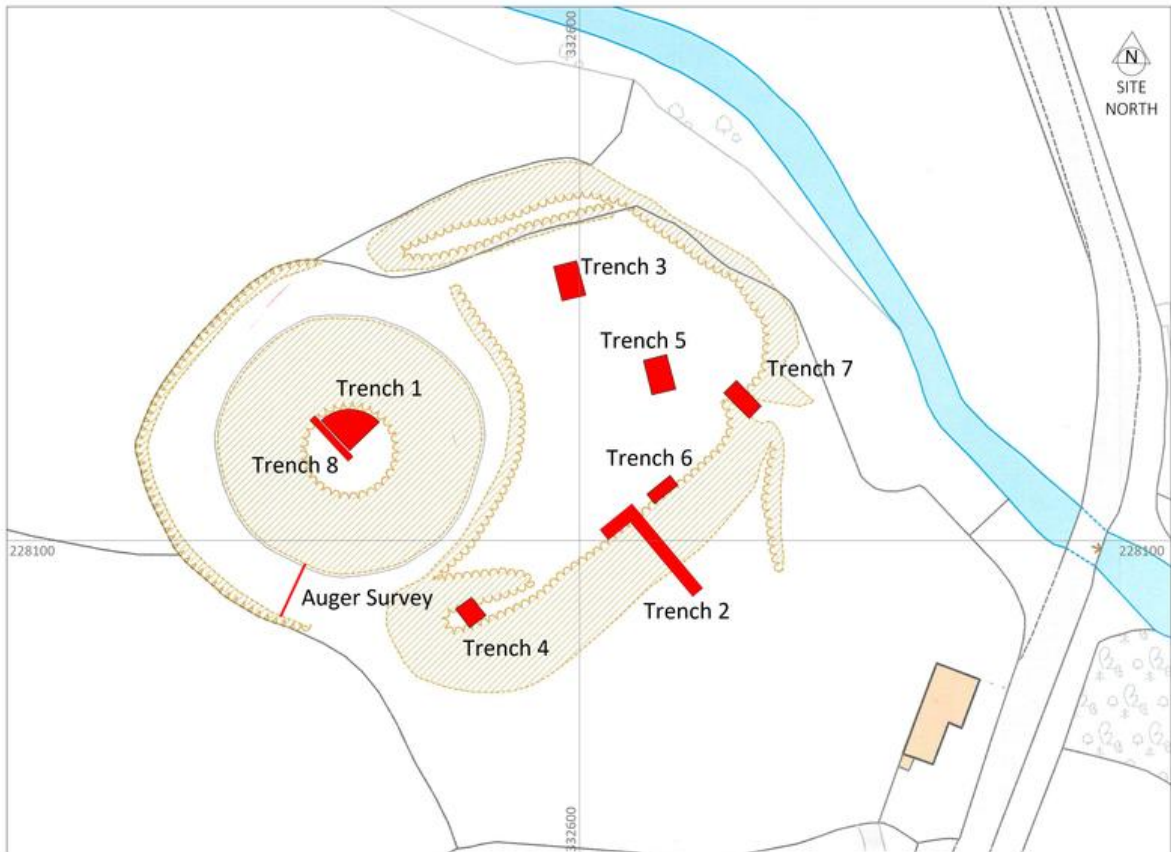 332600
N
SITE
NORTH
Trench 3
Trench 5
Trench 7
Trench 1
Trench 8
Trench 6
228100
228100
Auger Survey
Trench 2
Trench 4
332600